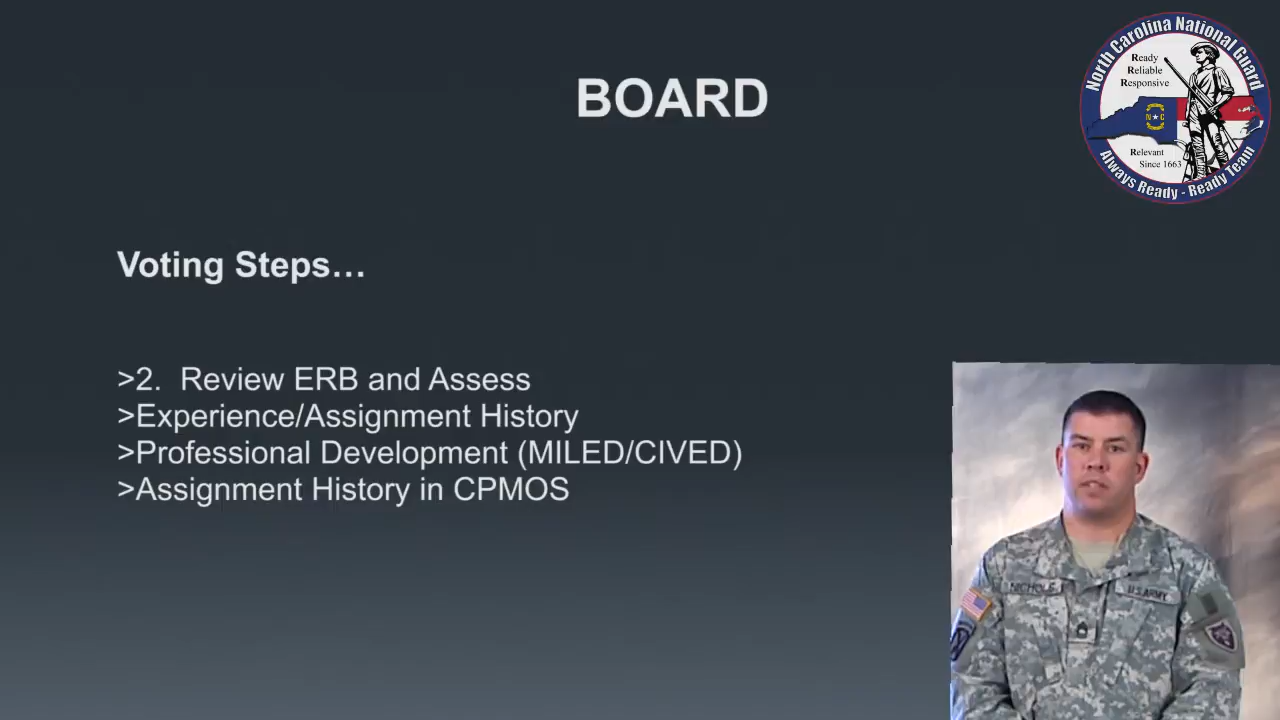 BOARD
North Carolina National Guard
Ready
Reliable
Responsive
N C
Relevant
Since 1663
Always Ready - Ready Team
Voting Steps…
>2.  Review ERB and Assess
>Experience/Assignment History
>Professional Development (MILED/CIVED)
>Assignment History in CPMOS
U.S. ARMY